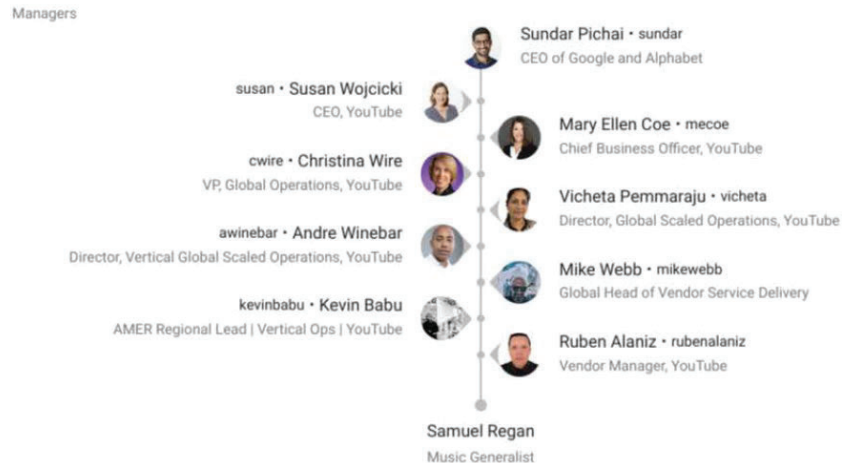 Managers
Sundar Pichai • sundar
CEO of Google and Alphabet
susan • Susan Wojcicki
CEO, YouTube
Mary Ellen Coe • mecoe
Chief Business Officer, YouTube
cwire • Christina Wire
VP, Global Operations, YouTube
Vicheta Pemmaraju • vicheta
Director, Global Scaled Operations, YouTube
awinebar • Andre Winebar
Director, Vertical Global Scaled Operations, YouTube
Mike Webb • mikewebb
Global Head of Vendor Service Delivery
kevinbabu • Kevin Babu
AMER Regional Lead | Vertical Ops | YouTube
Ruben Alaniz • rubenalaniz
Vendor Manager, YouTube
Samuel Regan
Music Generalist